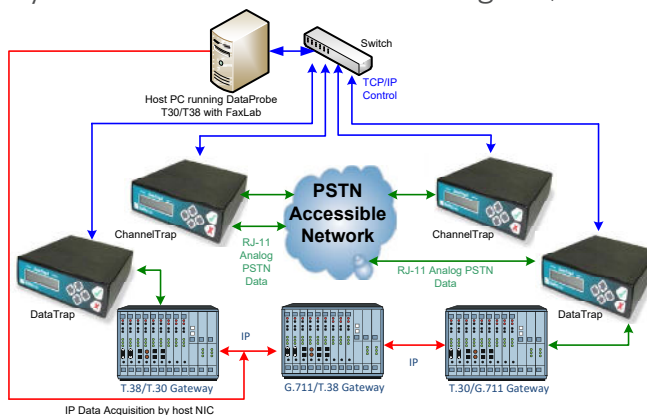 Switch
TCP/IP
Control
Host PC running DataProbe
T30/T38 with FaxLab
PSTN
Accessible
Network
ChannelTrap
ChannelTrap
RJ-11
Analog
PSTN
Data
RJ-11 Analog PSTN
Data
DataTrap
DataTrap
IP
IP
T.38/T.30 Gateway
G.711/T.38 Gateway
T.30/G.711 Gateway
IP Data Acquisition by host NIC